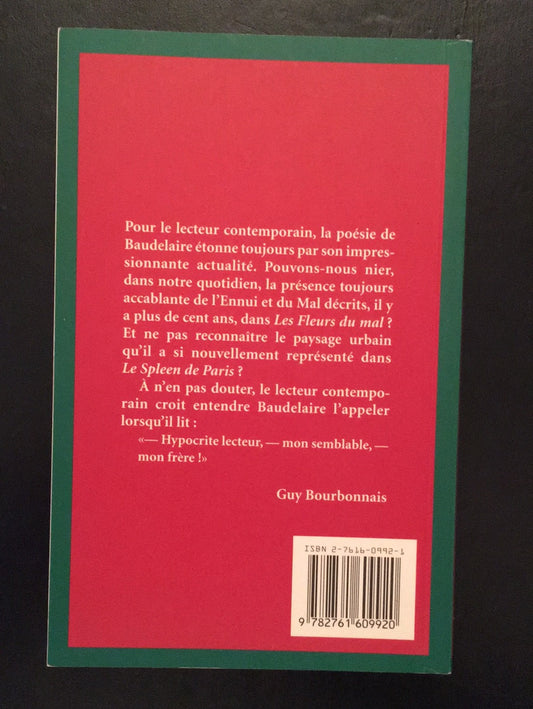 Pour le lecteur contemporain, la poésie de
Baudelaire étonne toujours par son impres-
sionnante actualité. Pouvons-nous nier,
dans notre quotidien, la présence toujours
accablante de l'Ennui et du Mal décrits, il y
a plus de cent ans, dans Les Fleurs du mal ?
Et ne pas reconnaître le paysage urbain
qu'il a si nouvellement représenté dans
Le Spleen de Paris ?
À n'en pas douter, le lecteur contempo-
rain croit entendre Baudelaire l'appeler
lorsqu'il lit :
«— Hypocrite lecteur, — mon semblable, —
mon frère !»
Guy Bourbonnais
ISBN 2-7616-0992-1
9 782761 609920